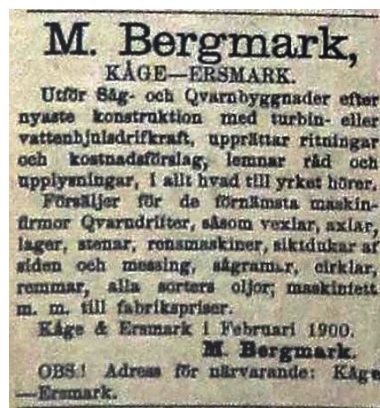 M. Bergmark,
KÅGE—ERSMARK.
Utför Såg- och Qvarnbyggnader efter
nyaste konstruktion med turbin- eller
vattenhjulsdrifkraft, upprättar ritningar
och kostnadsförslag, lemnar råd och
upplysningar, i allt hvad till yrket hörer.
Försäljer för de förnämsta maskin-
firmor Qvarndrifter, såsom vexlar, axlar,
lager, stenar, rensmaskiner, siktdukar af
siden och messing, sågramar, cirklar,
remmar, alla sorters oljor, maskinfett
m. m. till fabrikspriser.
Kåge & Ersmark i Februari 1900.
M. Bergmark.
OBS.! Adress för närvarande: Kåge
—Ersmark.